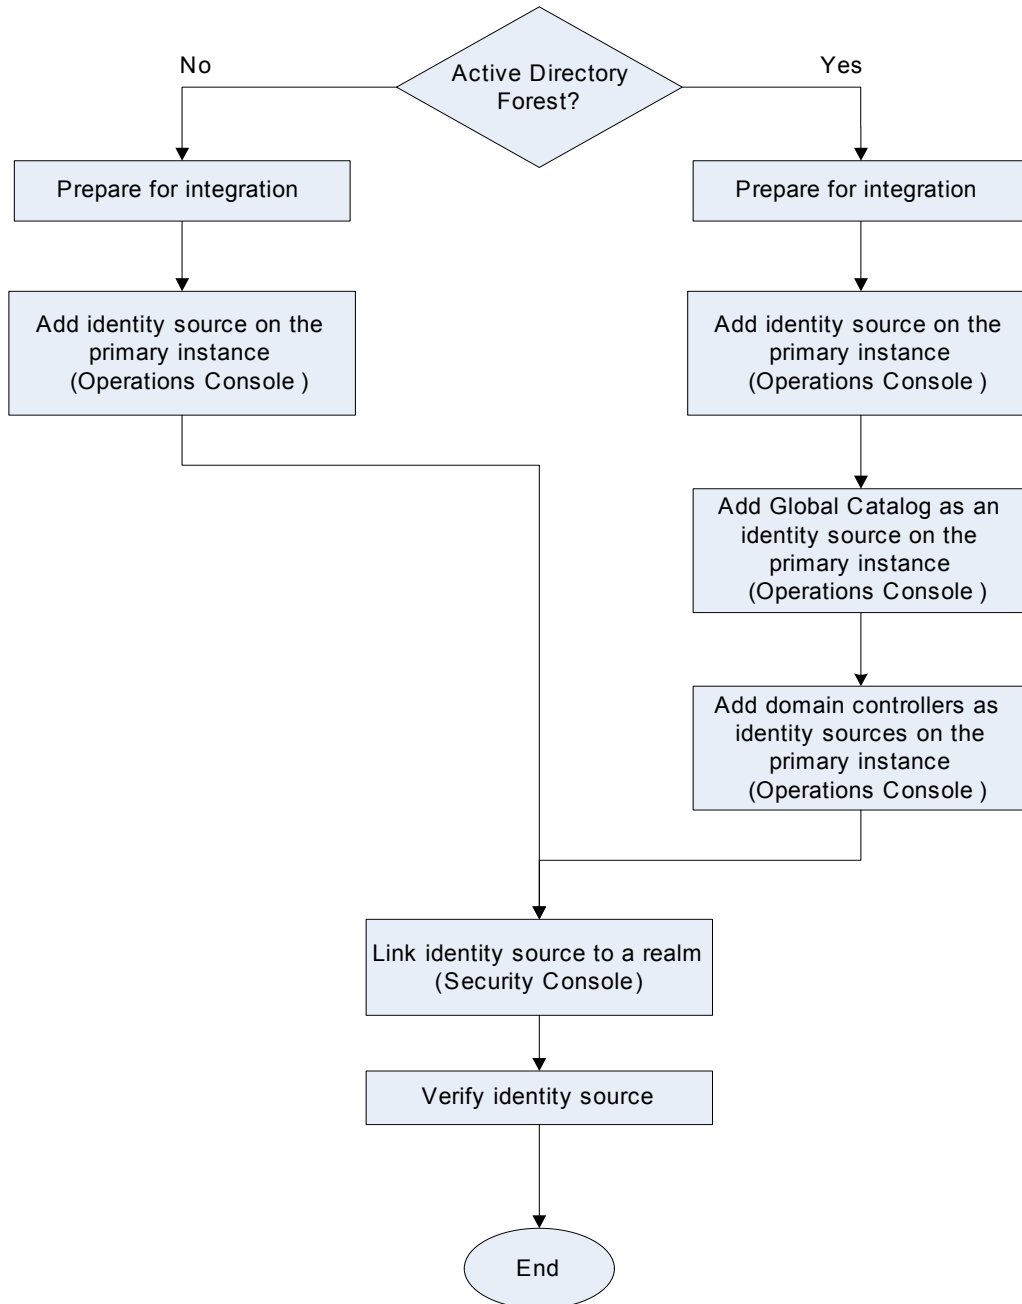 Active Directory
Forest?
No
Yes
Prepare for integration
Prepare for integration
Add identity source on the
primary instance
(Operations Console )
Add identity source on the
primary instance
(Operations Console )
Add Global Catalog as an
identity source on the
primary instance
(Operations Console )
Add domain controllers as
identity sources on the
primary instance
(Operations Console )
Link identity source to a realm
(Security Console)
Verify identity source
End